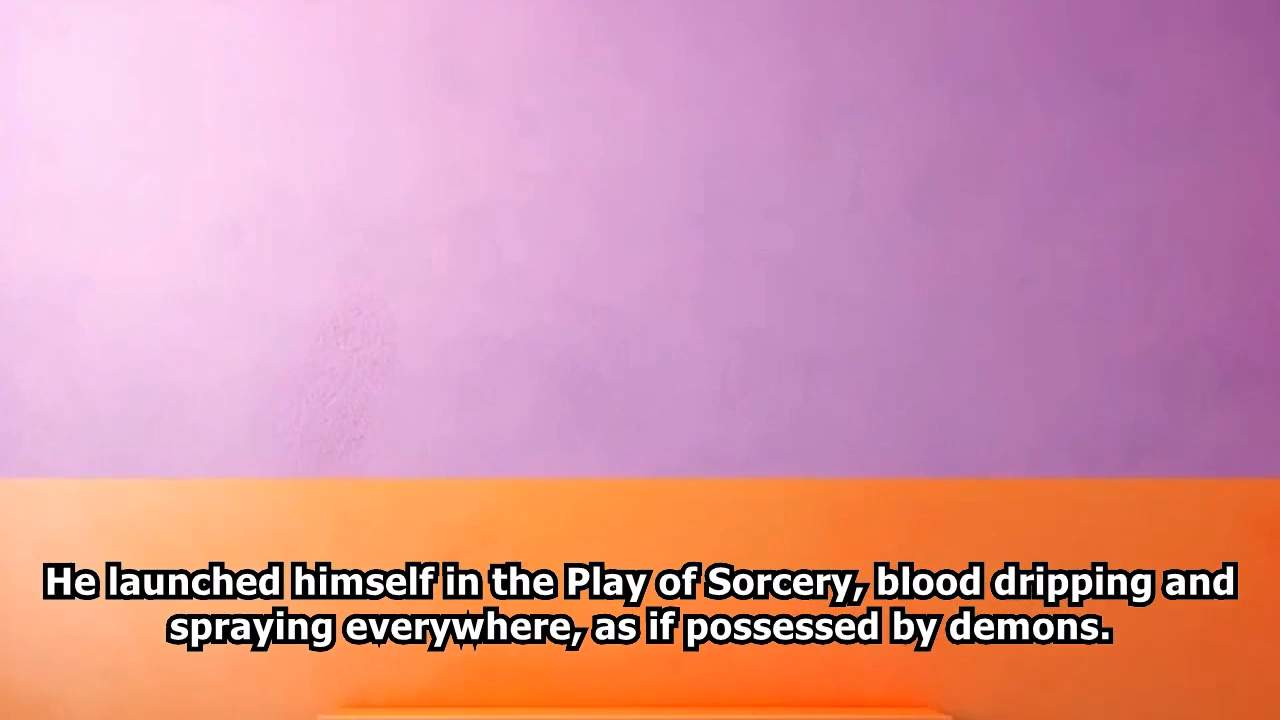 He launched himself in the Play of Sorcery, blood dripping and
spraying everywhere, as if possessed by demons.